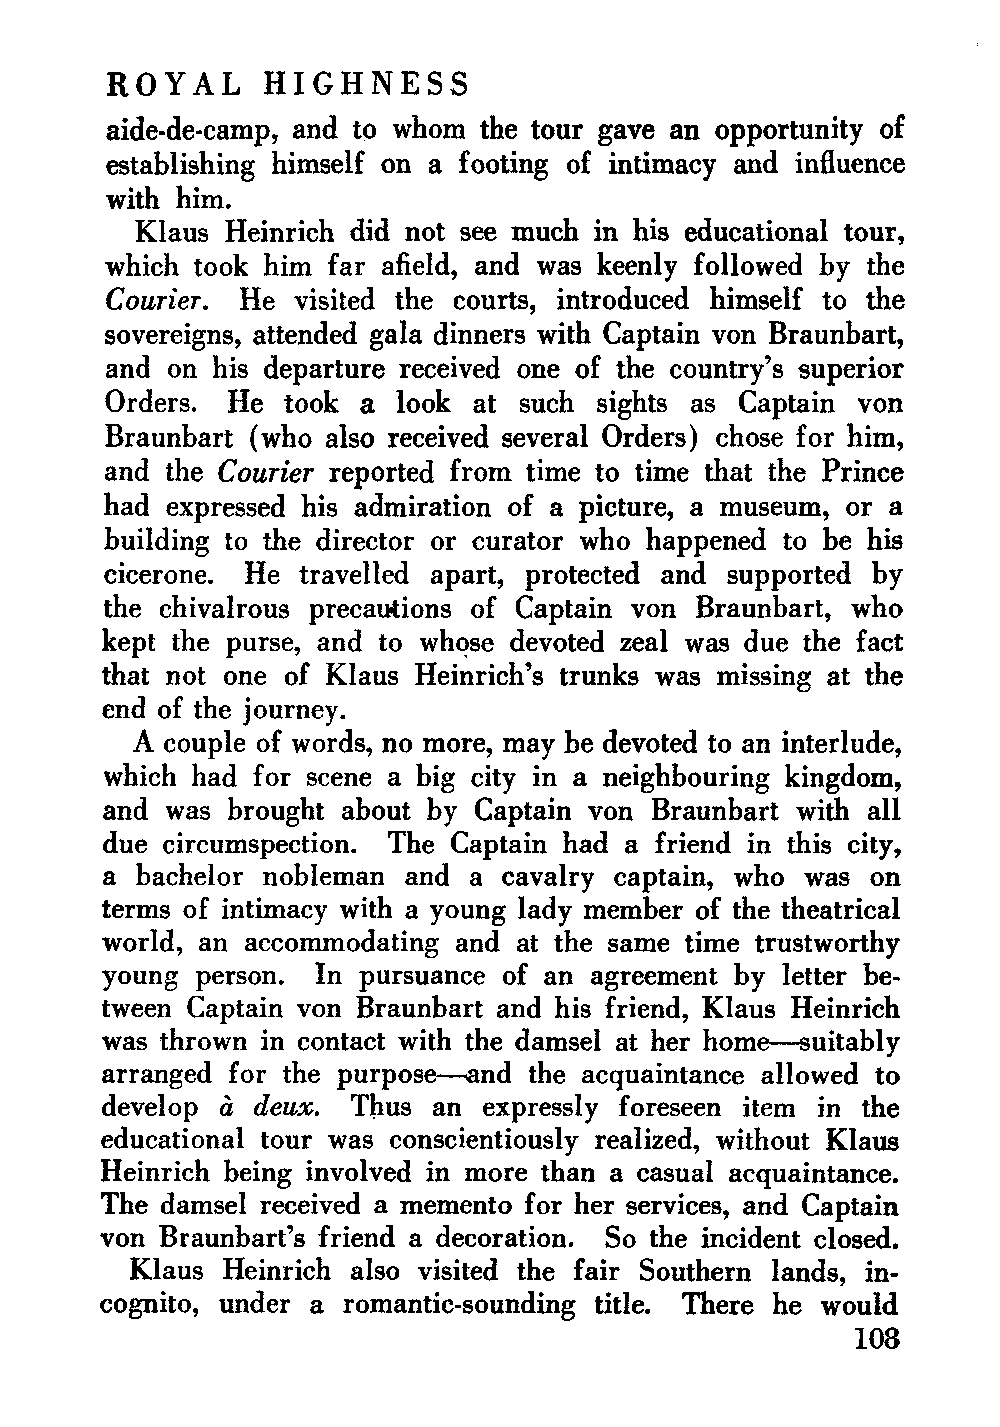 ROYAL HIGHNESS
aide-de-camp, and to whom the tour gave an opportunity of
establishing himself on a footing of intimacy and influence
with him.
Klaus Heinrich did not see much in his educational tour,
which took him far afield, and was keenly followed by the
Courier. He visited the courts, introduced himself to the
sovereigns, attended gala dinners with Captain von Braunbart,
and on his departure received one of the country's superior
Orders. He took a look at such sights as Captain von
Braunbart (who also received several Orders) chose for him,
and the Courier reported from time to time that the Prince
had expressed his admiration of a picture, a museum, or a
building to the director or curator who happened to be his
cicerone. He travelled apart, protected and supported by
the chivalrous precautions of Captain von Braunbart, who
kept the purse, and to whose devoted zeal was due the fact
that not one of Klaus Heinrich's trunks was missing at the
end of the journey.
A couple of words, no more, may be devoted to an interlude,
which had for scene a big city in a neighbouring kingdom,
and was brought about by Captain von Braunbart with all
due circumspection. The Captain had a friend in this city,
a bachelor nobleman and a cavalry captain, who was on
terms of intimacy with a young lady member of the theatrical
world, an accommodating and at the same time trustworthy
young person. In pursuance of an agreement by letter be-
tween Captain von Braunbart and his friend, Klaus Heinrich
was thrown in contact with the damsel at her home—suitably
arranged for the purpose—and the acquaintance allowed to
develop à deux. Thus an expressly foreseen item in the
educational tour was conscientiously realized, without Klaus
Heinrich being involved in more than a casual acquaintance.
The damsel received a memento for her services, and Captain
von Braunbart's friend a decoration. So the incident closed.
Klaus Heinrich also visited the fair Southern lands, in-
cognito, under a romantic-sounding title. There he would
108